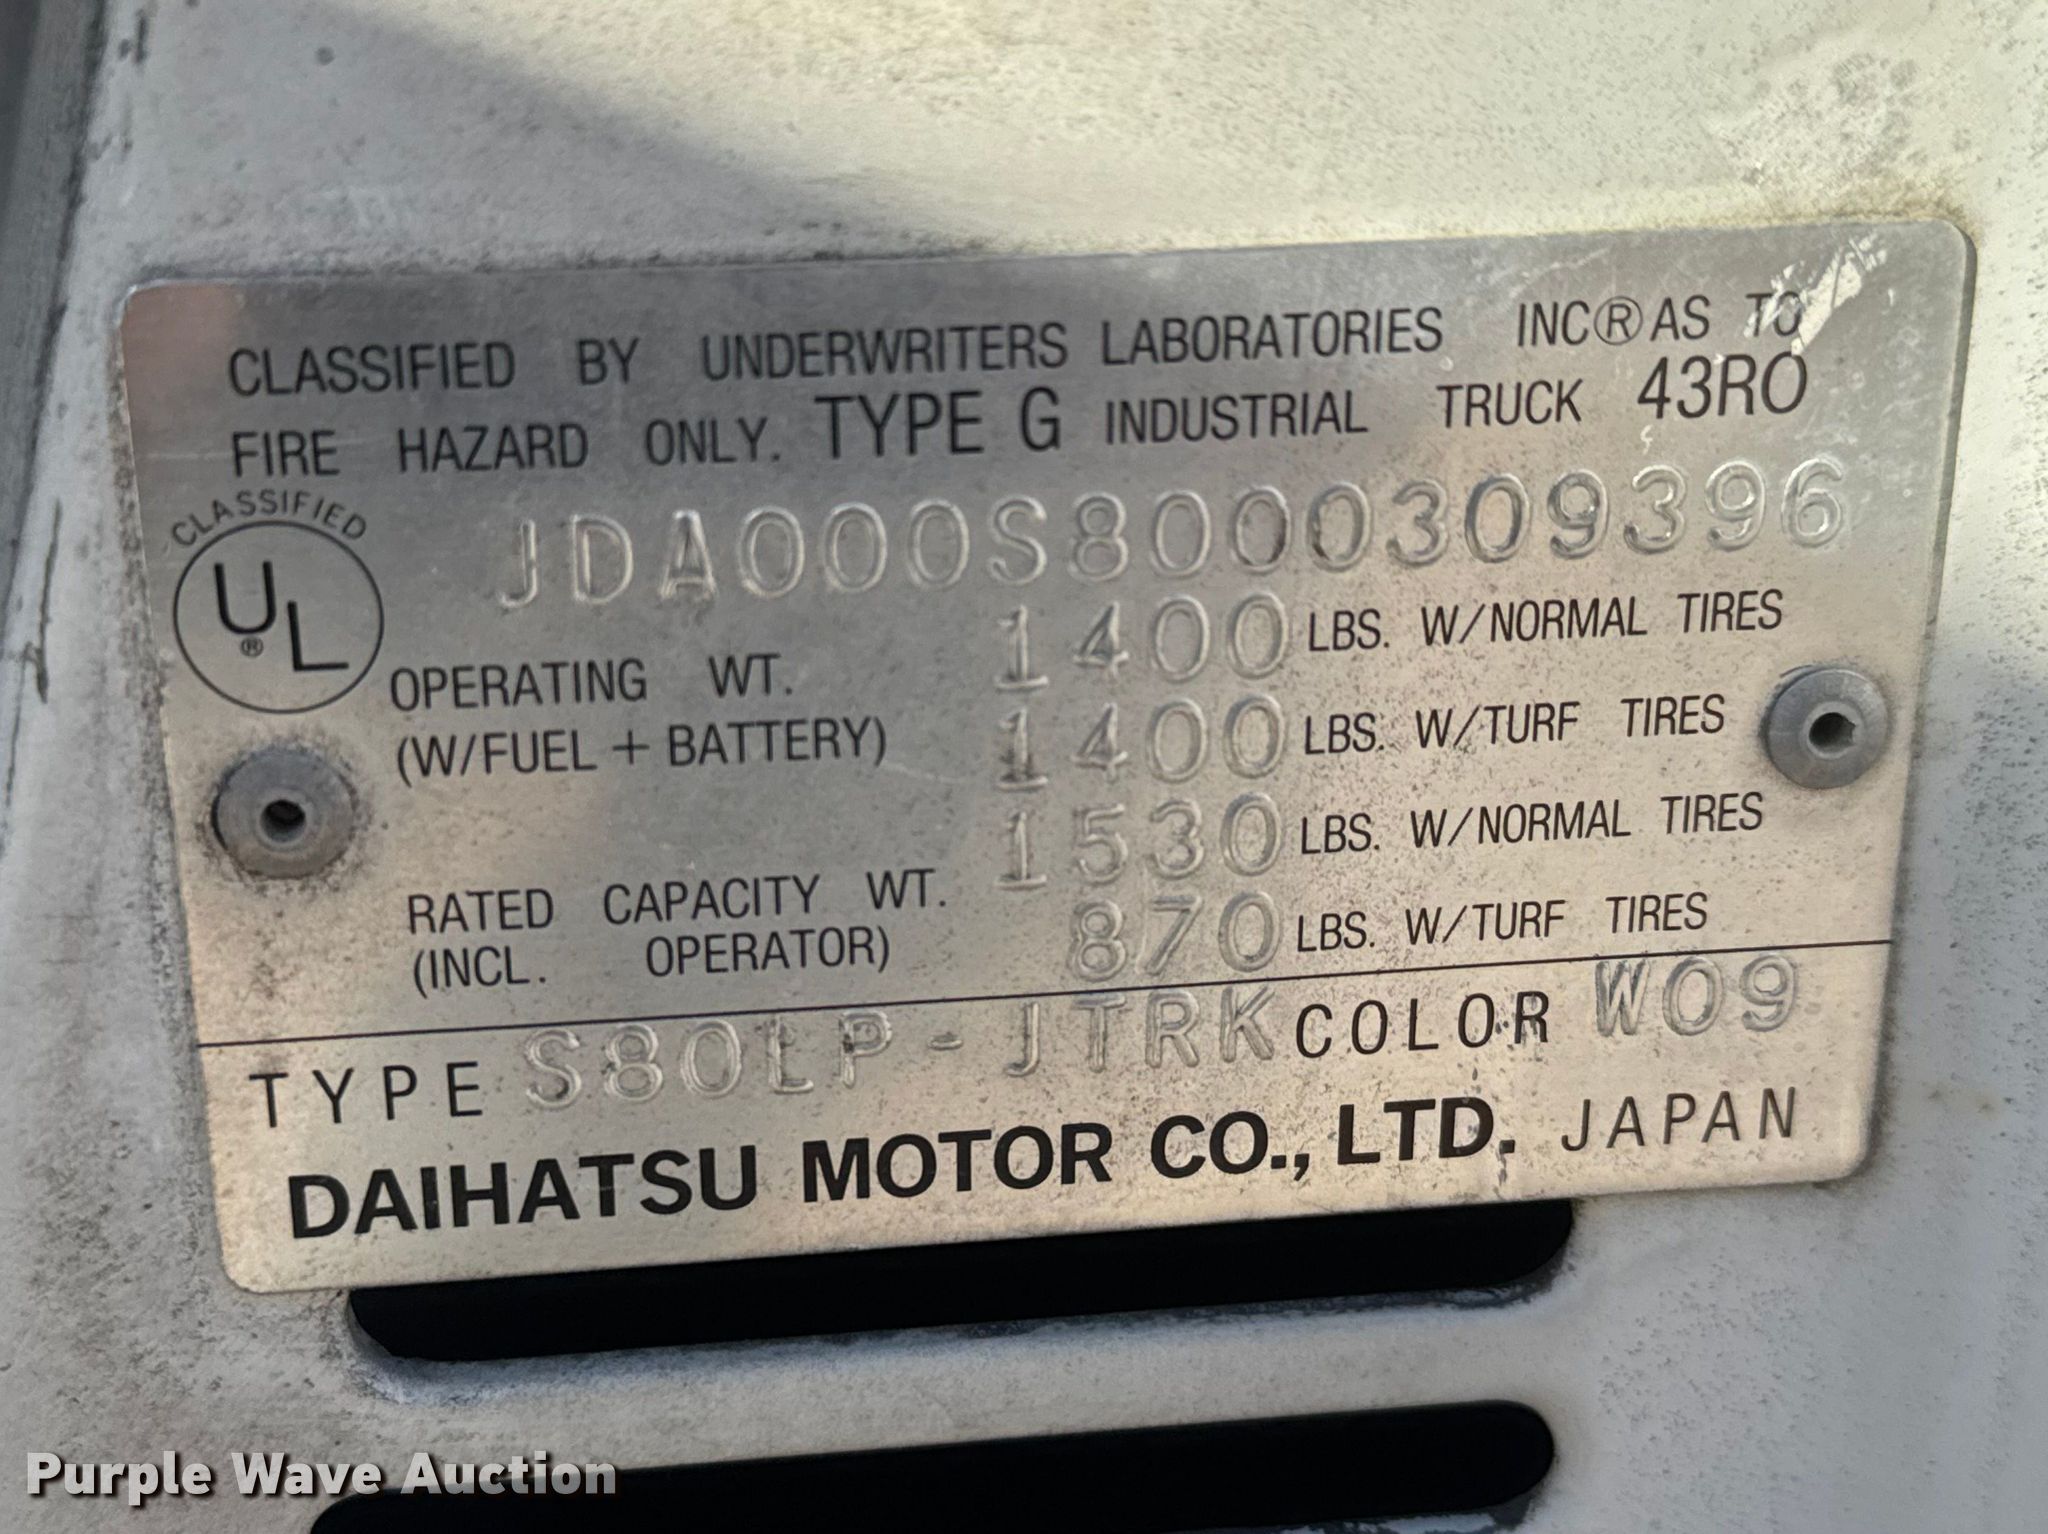 CLASSIFIED BY UNDERWRITERS LABORATORIES INC® AS TO
FIRE HAZARD ONLY. TYPE G INDUSTRIAL TRUCK 43RO
CLASSIFIED
UL
®
JDA000S8000309396
OPERATING WT. 1400 LBS. W/NORMAL TIRES
(W/FUEL + BATTERY) 1400 LBS. W/TURF TIRES
1530 LBS. W/NORMAL TIRES
RATED CAPACITY WT.
(INCL. OPERATOR) 870 LBS. W/TURF TIRES
TYPE S80LP-JTRK COLOR W09
DAIHATSU MOTOR CO., LTD. JAPAN
Purple Wave Auction